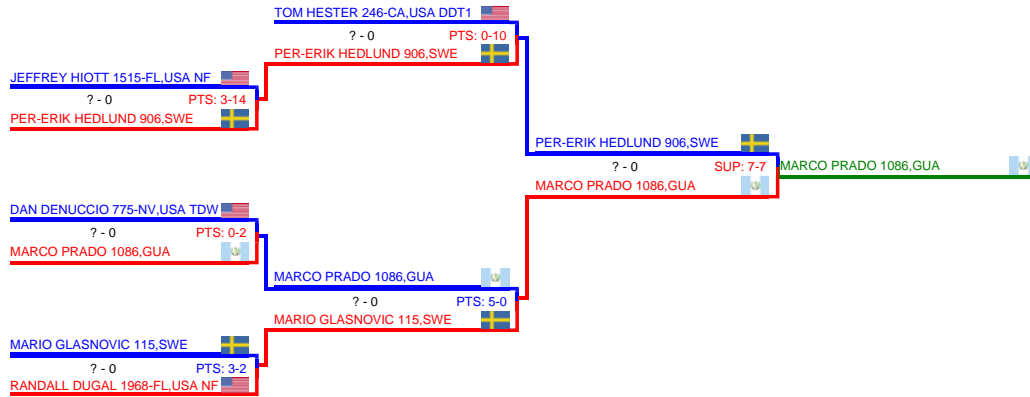 TOM HESTER 246-CA,USA DDT1
? - 0 PTS: 0-10
PER-ERIK HEDLUND 906,SWE
JEFFREY HIOTT 1515-FL,USA NF
? - 0 PTS: 3-14
PER-ERIK HEDLUND 906,SWE
PER-ERIK HEDLUND 906,SWE
? - 0 SUP: 7-7
MARCO PRADO 1086,GUA
MARCO PRADO 1086,GUA
DAN DENUCCIO 775-NV,USA TDW
? - 0 PTS: 0-2
MARCO PRADO 1086,GUA
MARCO PRADO 1086,GUA
? - 0 PTS: 5-0
MARIO GLASNOVIC 115,SWE
MARIO GLASNOVIC 115,SWE
? - 0 PTS: 3-2
RANDALL DUGAL 1968-FL,USA NF